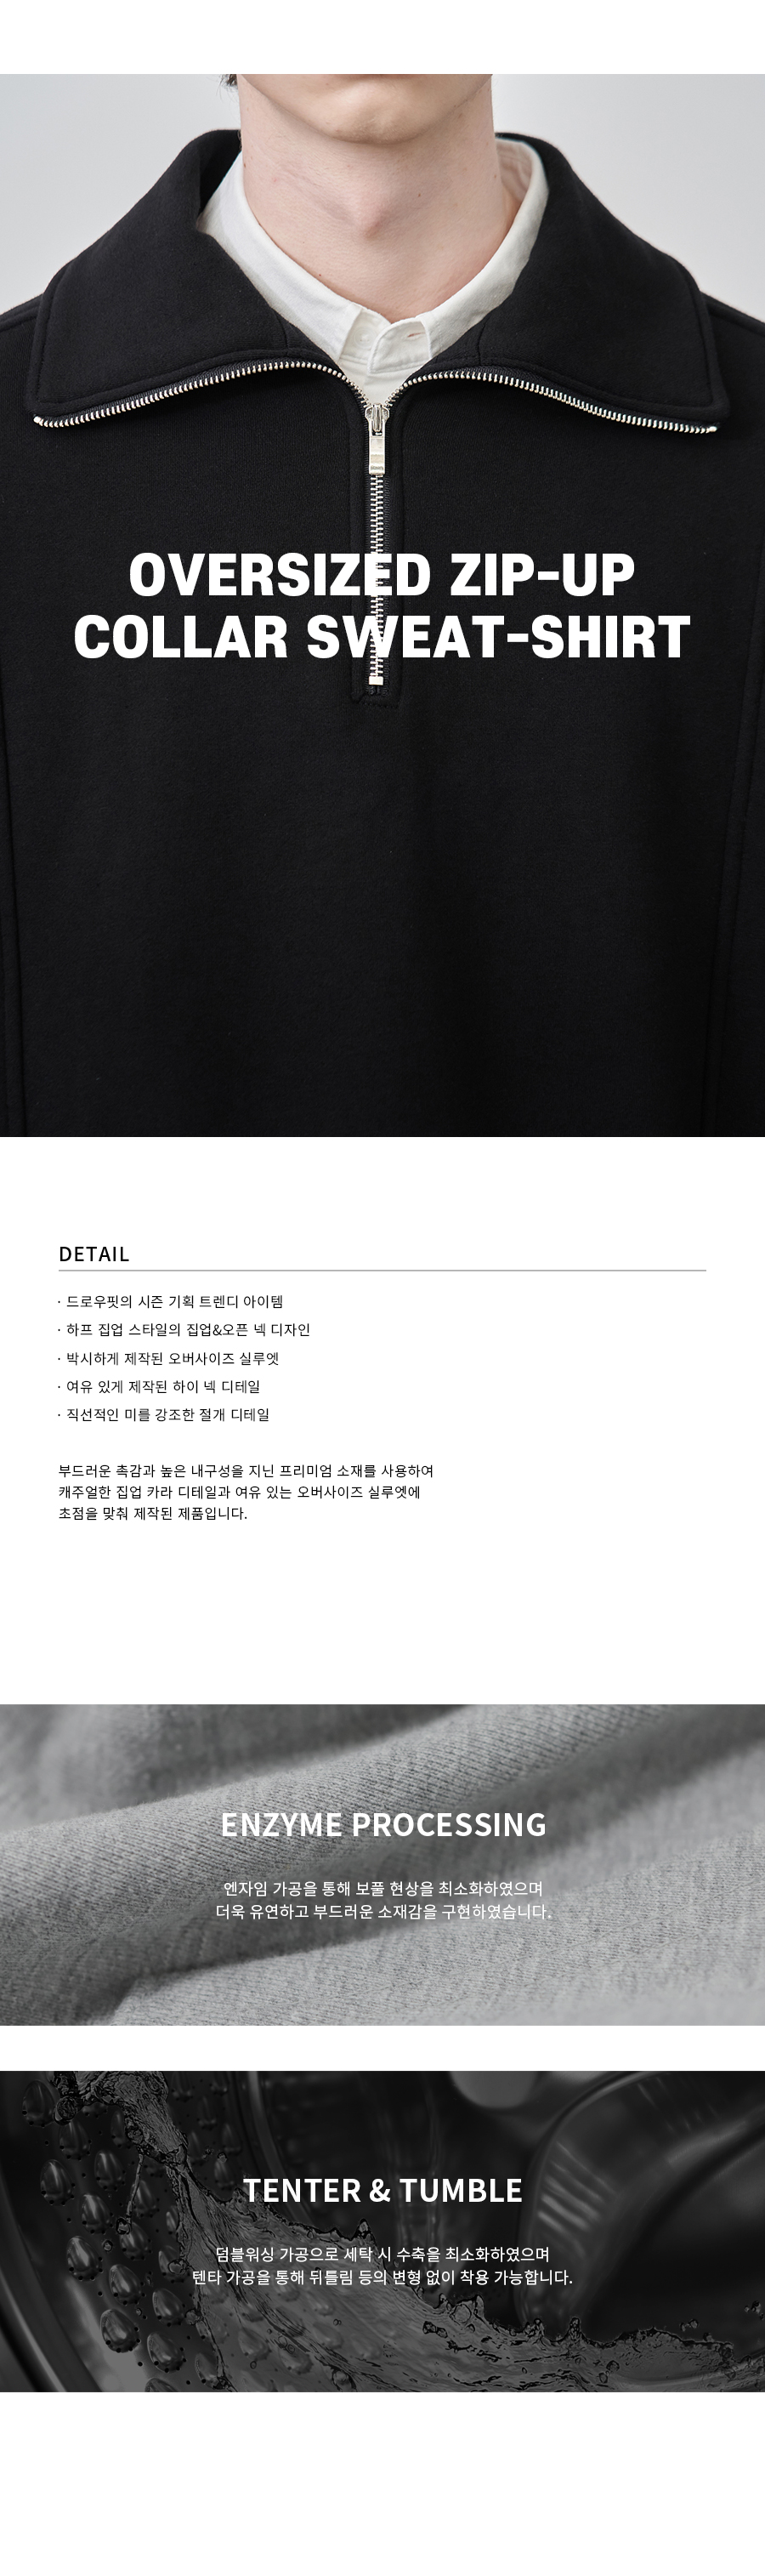 OVERSIZED ZIP-UP
COLLAR SWEAT-SHIRT
DETAIL
· 드로우핏의 시즌 기획 트렌디 아이템
· 하프 집업 스타일의 집업&오픈 넥 디자인
· 박시하게 제작된 오버사이즈 실루엣
· 여유 있게 제작된 하이 넥 디테일
· 직선적인 미를 강조한 절개 디테일
부드러운 촉감과 높은 내구성을 지닌 프리미엄 소재를 사용하여
캐주얼한 집업 카라 디테일과 여유 있는 오버사이즈 실루엣에
초점을 맞춰 제작된 제품입니다.
ENZYME PROCESSING
엔자임 가공을 통해 보풀 현상을 최소화하였으며
더욱 유연하고 부드러운 소재감을 구현하였습니다.
TENTER & TUMBLE
덤블워싱 가공으로 세탁 시 수축을 최소화하였으며
텐타 가공을 통해 뒤틀림 등의 변형 없이 착용 가능합니다.